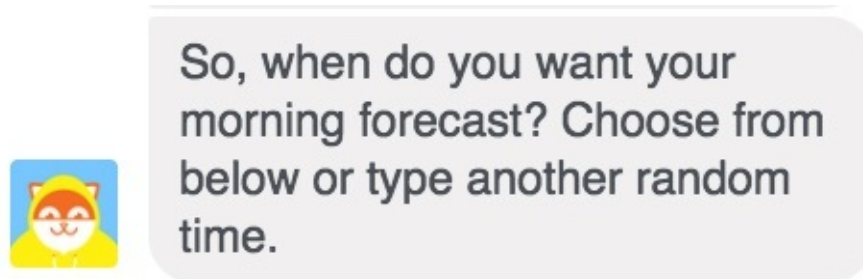 So, when do you want your
morning forecast? Choose from
below or type another random
time.